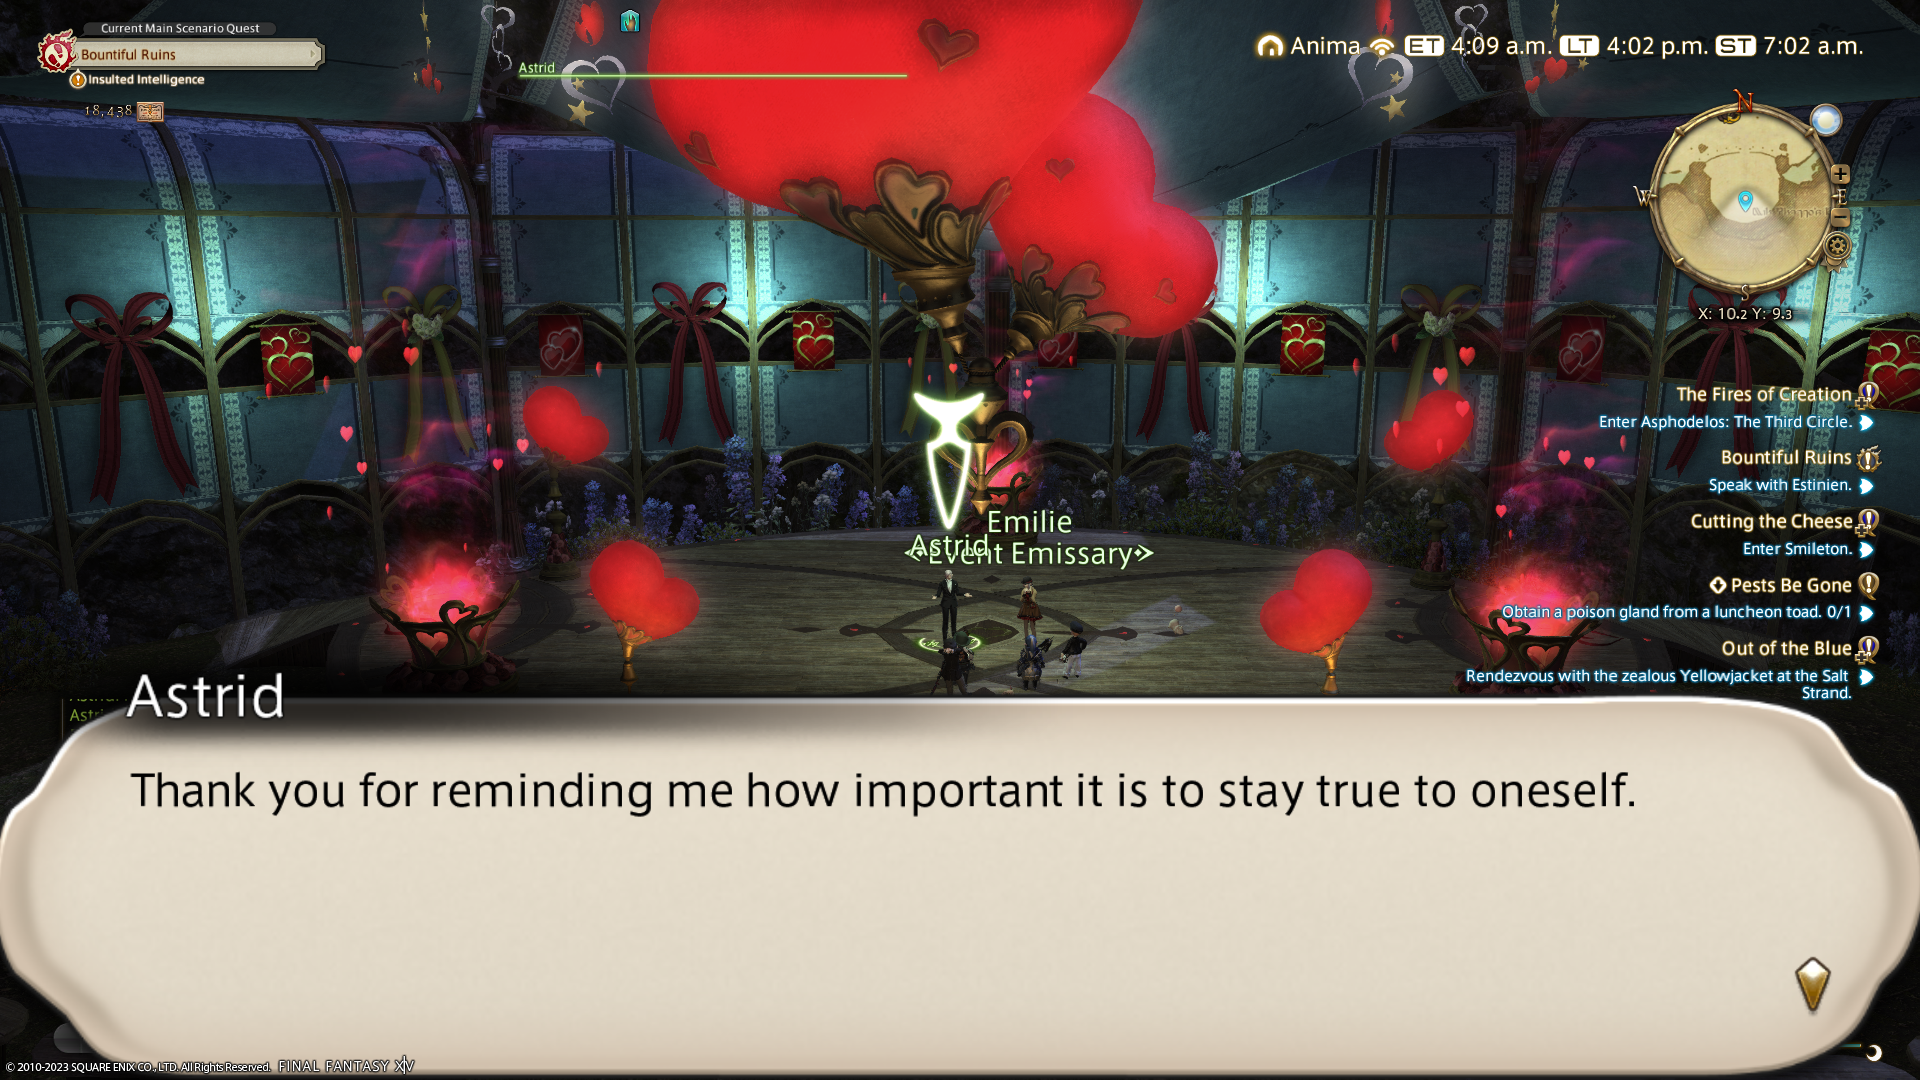 Current Main Scenario Quest
Bountiful Ruins
Insulted Intelligence
18,438
Astrid
Anima ET 4:09 a.m. LT 4:02 p.m. ST 7:02 a.m.
N
W
E
S
X: 10.2 Y: 9.3
The Fires of Creation
Enter Asphodelos: The Third Circle.
Bountiful Ruins
Speak with Estinien.
Cutting the Cheese
Enter Smileton.
Pests Be Gone
Obtain a poison gland from a luncheon toad. 0/1
Out of the Blue
Rendezvous with the zealous Yellowjacket at the Salt
Strand.
Emilie
Astrid
Event Emissary
Astrid
Thank you for reminding me how important it is to stay true to oneself.
© 2010-2023 SQUARE ENIX CO., LTD. All Rights Reserved. FINAL FANTASY XIV